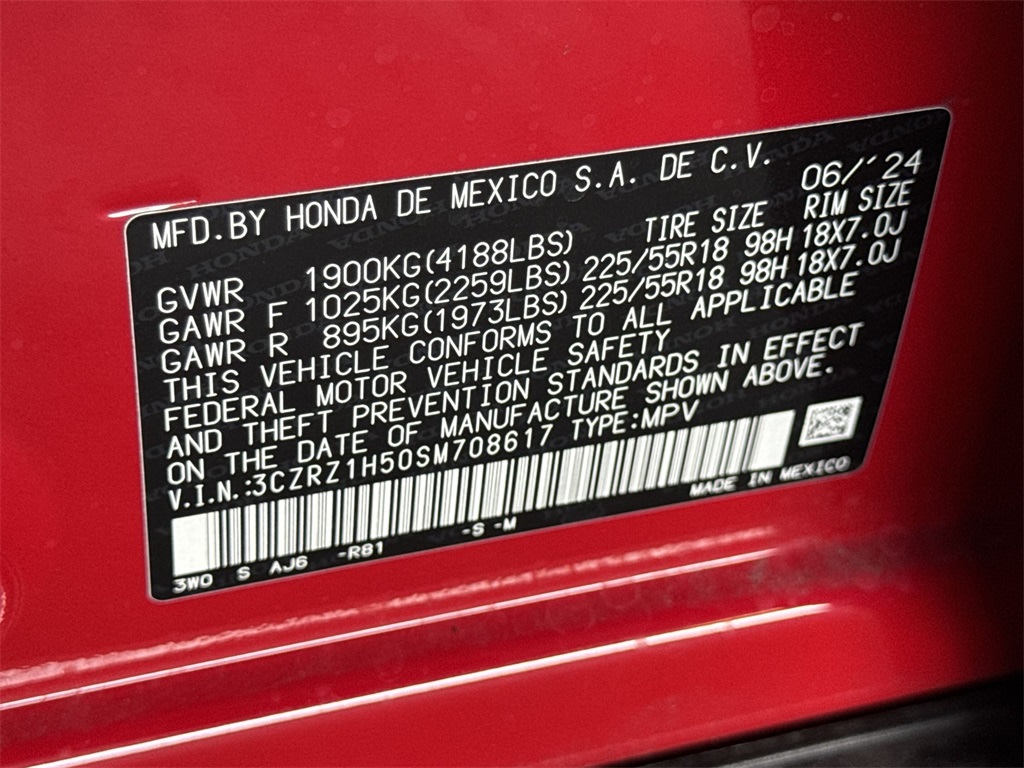 MFD.BY HONDA DE MEXICO S.A. DE C.V.
06/´24
TIRE SIZE RIM SIZE
GVWR 1900KG(4188LBS)
GAWR F 1025KG(2259LBS) 225/55R18 98H 18X7.0J
GAWR R 895KG(1973LBS) 225/55R18 98H 18X7.0J
THIS VEHICLE CONFORMS TO ALL APPLICABLE
FEDERAL MOTOR VEHICLE SAFETY
AND THEFT PREVENTION STANDARDS IN EFFECT
ON THE DATE OF MANUFACTURE SHOWN ABOVE.
V.I.N.:3CZRZ1H50SM708617 TYPE:MPV
MADE IN MEXICO
3W0 S AJ6 -R81 -S -M